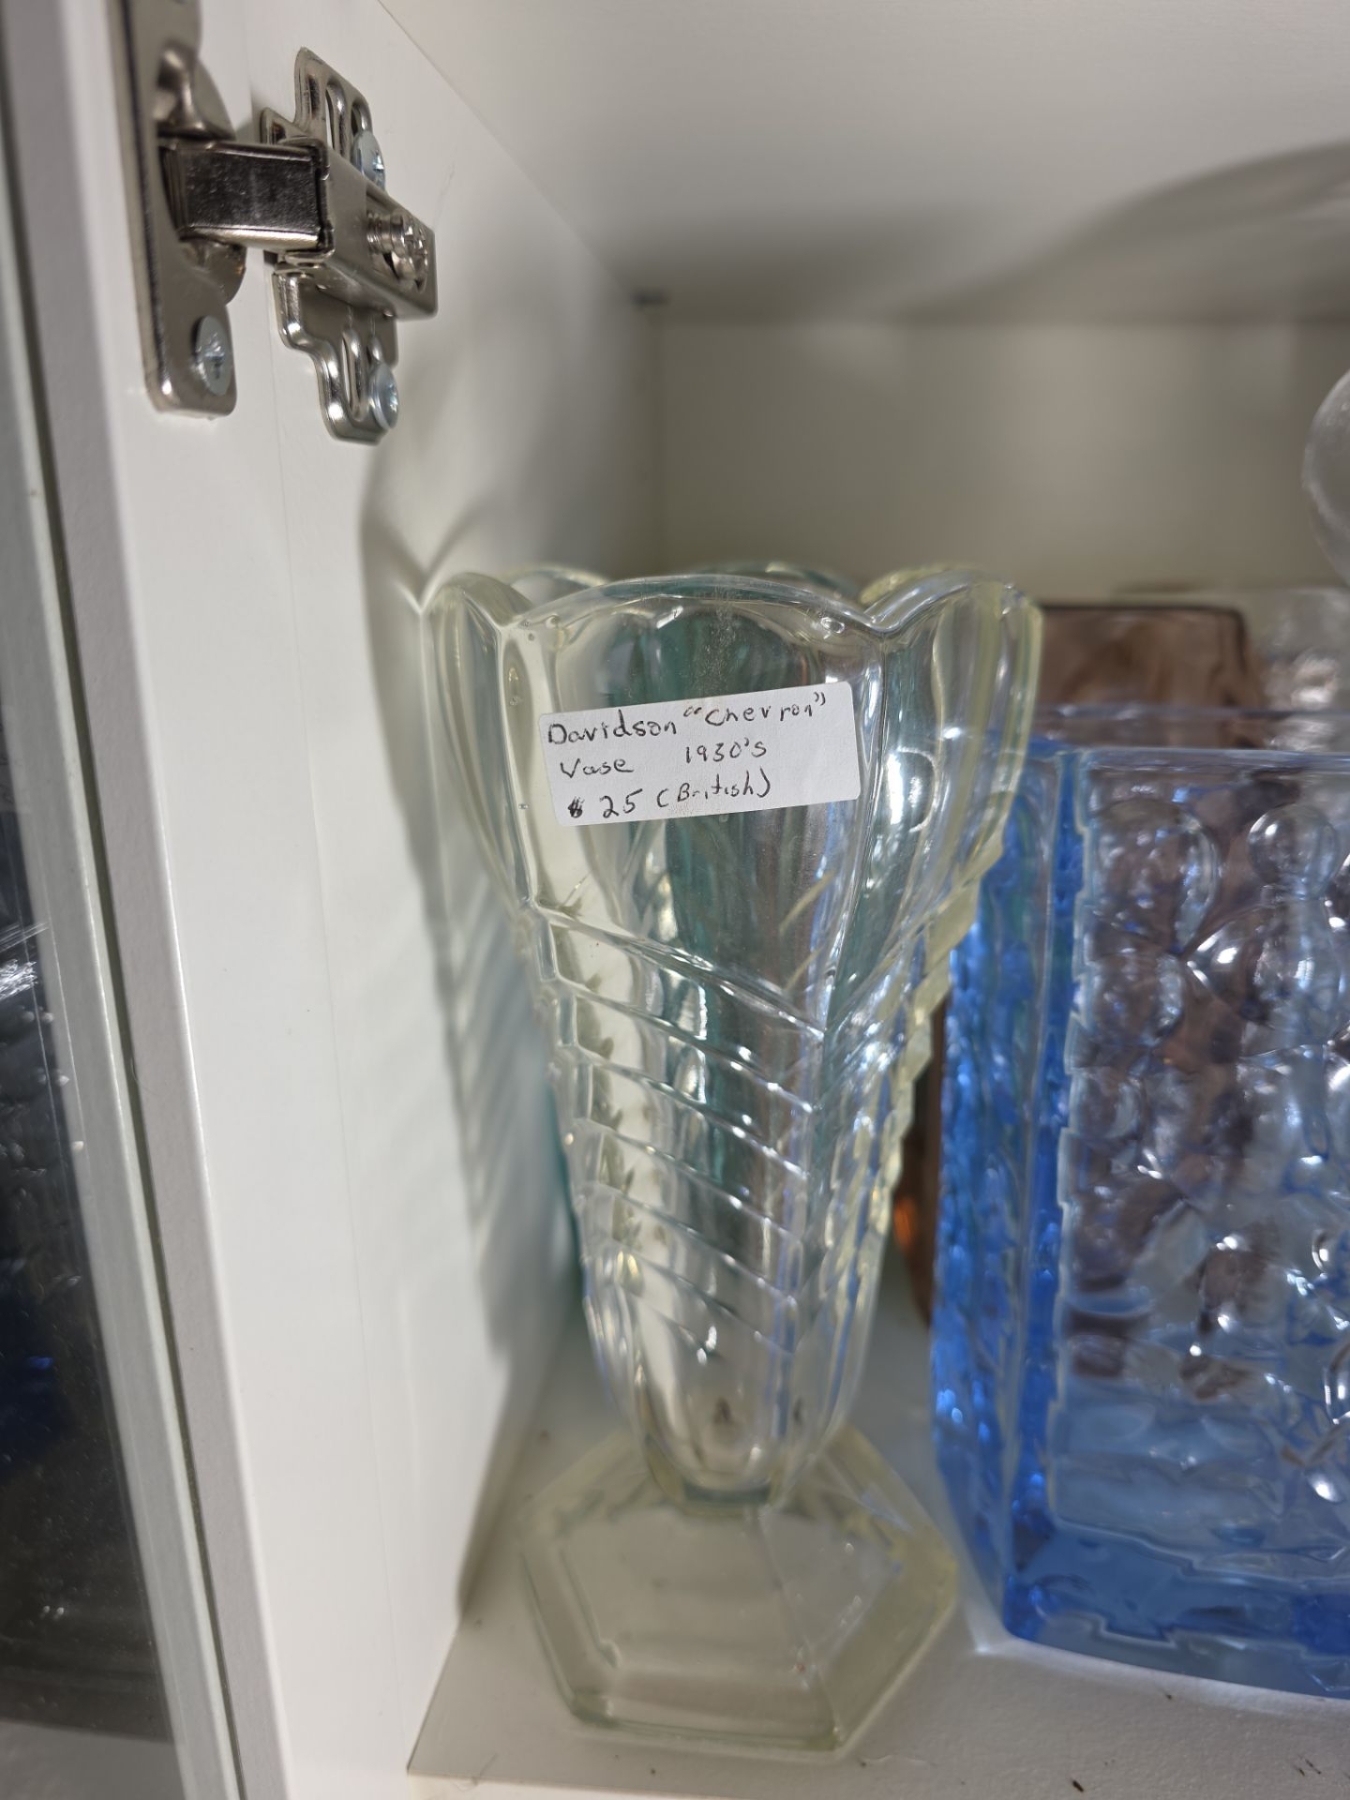 Davidson "Chevron"
Vase 1930's
$ 25 (British)